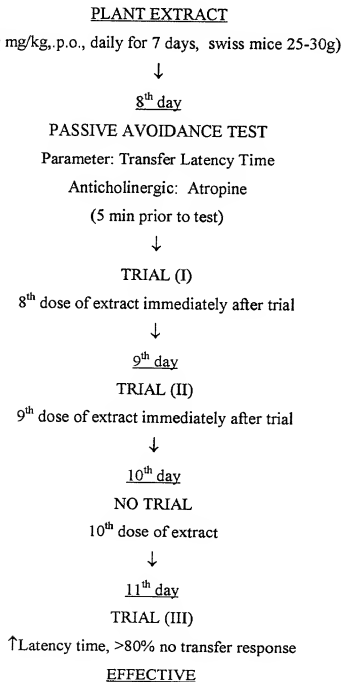 PLANT EXTRACT
mg/kg,.p.o., daily for 7 days, swiss mice 25-30g)
↓
8th day
PASSIVE AVOIDANCE TEST
Parameter: Transfer Latency Time
Anticholinergic: Atropine
(5 min prior to test)
↓
TRIAL (I)
8th dose of extract immediately after trial
↓
9th day
TRIAL (II)
9th dose of extract immediately after trial
↓
10th day
NO TRIAL
10th dose of extract
↓
11th day
TRIAL (III)
↑Latency time, >80% no transfer response
EFFECTIVE